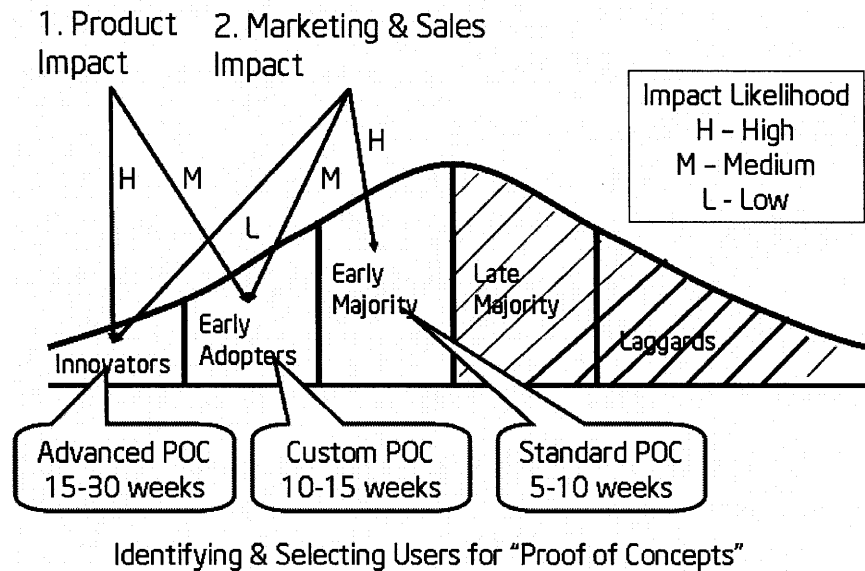 1. Product
Impact
2. Marketing & Sales
Impact
Impact Likelihood
H – High
M – Medium
L - Low
H
M
L
M
H
Innovators
Early
Adopters
Early
Majority
Late
Majority
Laggards
Advanced POC
15-30 weeks
Custom POC
10-15 weeks
Standard POC
5-10 weeks
Identifying & Selecting Users for “Proof of Concepts”